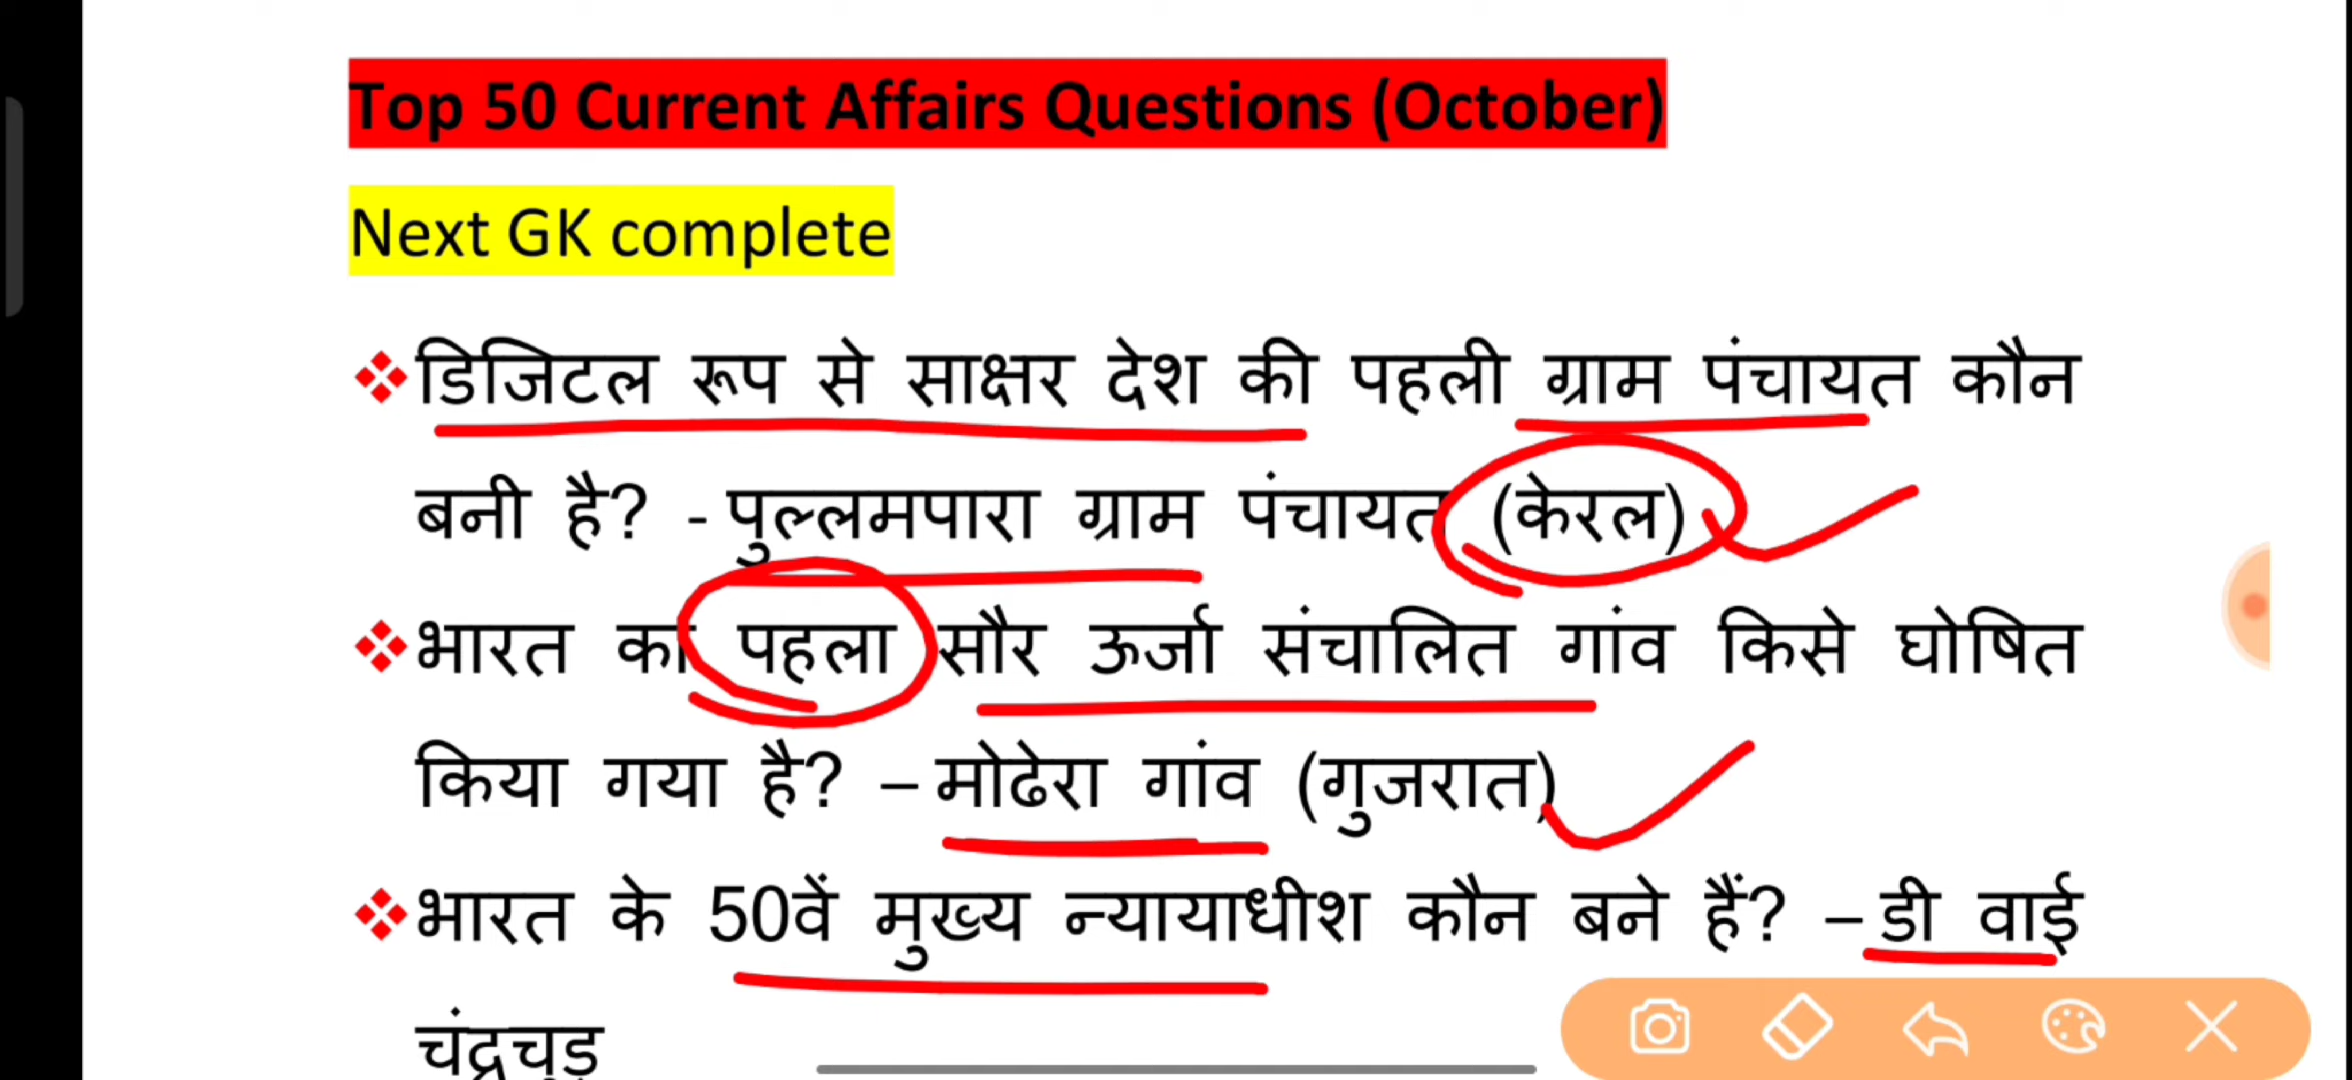 Top 50 Current Affairs Questions (October)
Next GK complete
❖डिजिटल रूप से साक्षर देश की पहली ग्राम पंचायत कौन
बनी है? - पुल्लमपारा ग्राम पंचायत (केरल)
❖भारत का पहला सौर ऊर्जा संचालित गांव किसे घोषित
किया गया है? – मोढेरा गांव (गुजरात)
❖भारत के 50वें मुख्य न्यायाधीश कौन बने हैं? – डी वाई
चंद्रचुड़